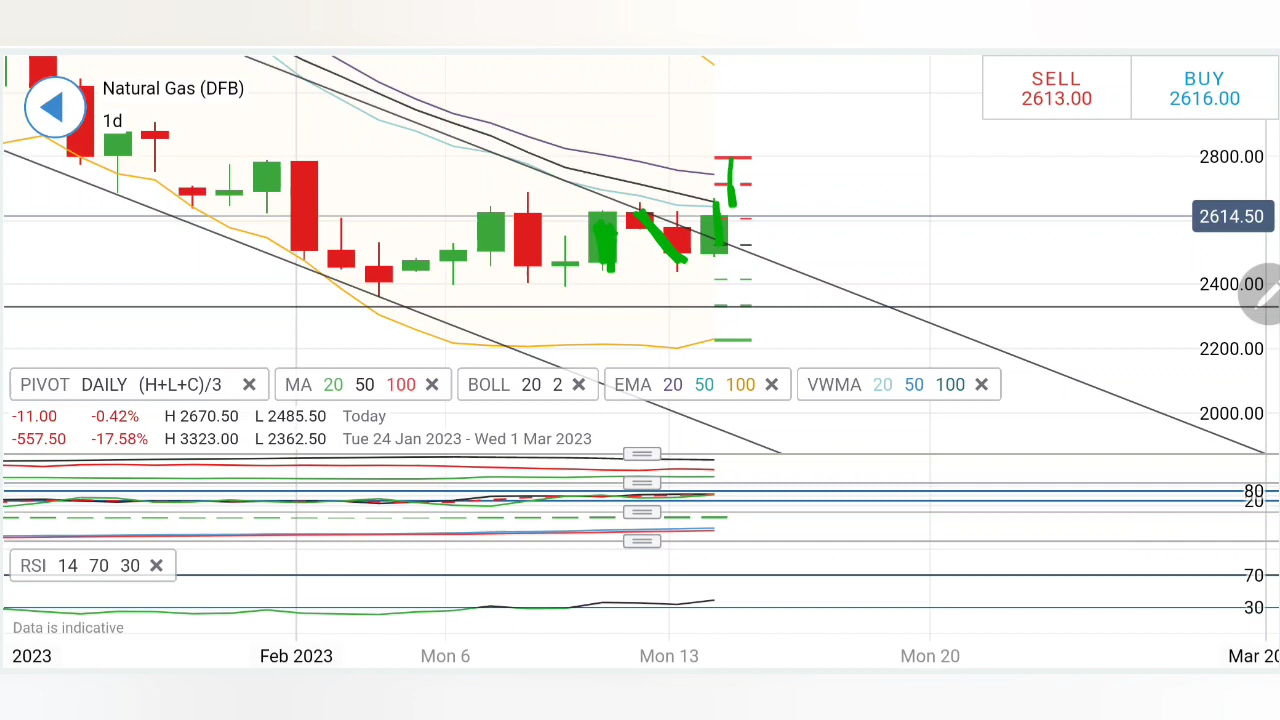 Natural Gas (DFB)
1d
SELL
2613.00
BUY
2616.00
2800.00
2614.50
2400.00
2200.00
2000.00
PIVOT DAILY (H+L+C)/3 ×
MA 20 50 100 ×
BOLL 20 2 ×
EMA 20 50 100 ×
VWMA 20 50 100 ×
-11.00 -0.42% H 2670.50 L 2485.50 Today
-557.50 -17.58% H 3323.00 L 2362.50 Tue 24 Jan 2023 - Wed 1 Mar 2023
80
20
RSI 14 70 30 ×
70
30
Data is indicative
2023 Feb 2023 Mon 6 Mon 13 Mon 20 Mar 20